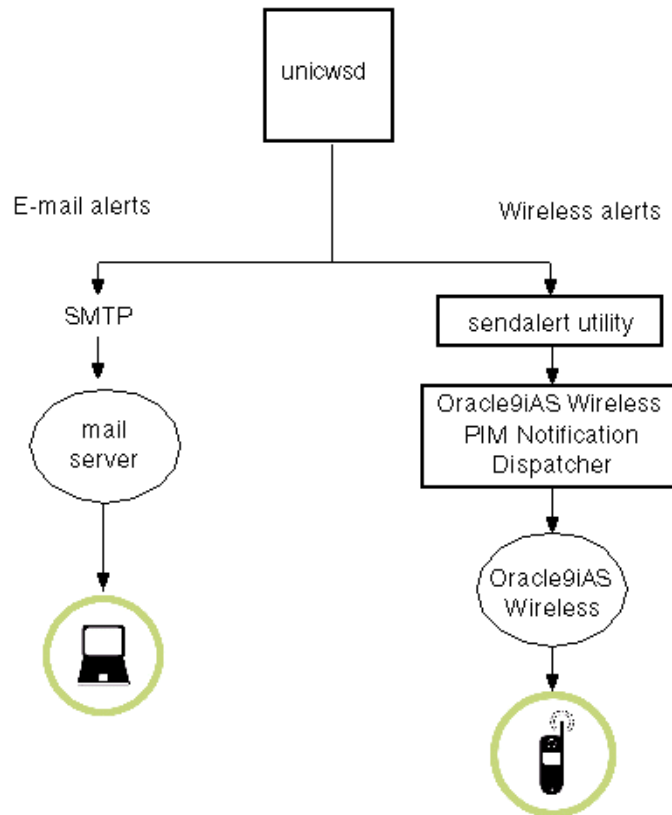 unicwsd
E-mail alerts
Wireless alerts
SMTP
sendalert utility
mail
server
Oracle9iAS Wireless
PIM Notification
Dispatcher
Oracle9iAS
Wireless